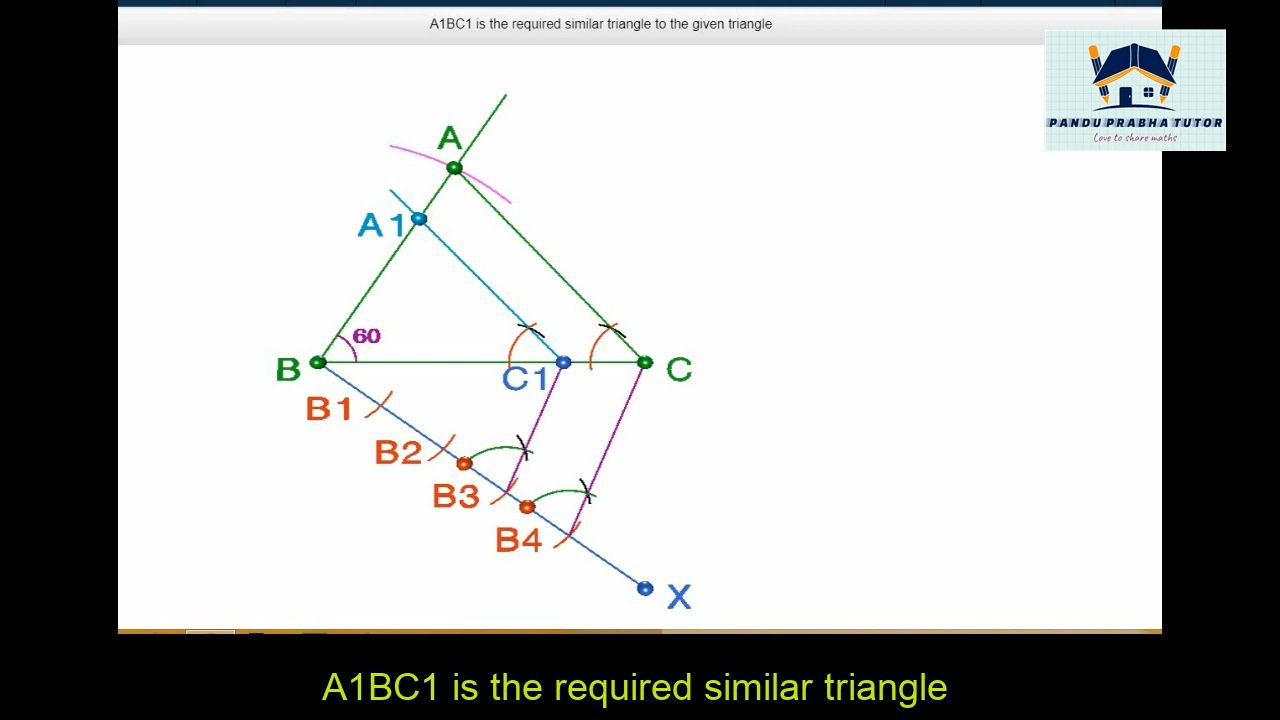 A1BC1 is the required similar triangle to the given triangle
PANDU PRABHA TUTOR
Love to share maths
A
A1
60
B
C1
C
B1
B2
B3
B4
X
A1BC1 is the required similar triangle